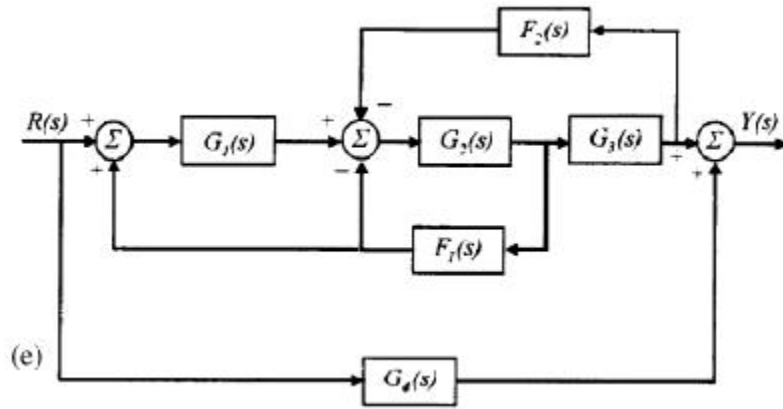 F₂(s)
R(s) + Σ G₁(s) + − Σ G₂(s) G₃(s) + Σ Y(s)
+ − +
F₁(s)
(e)
G₄(s)